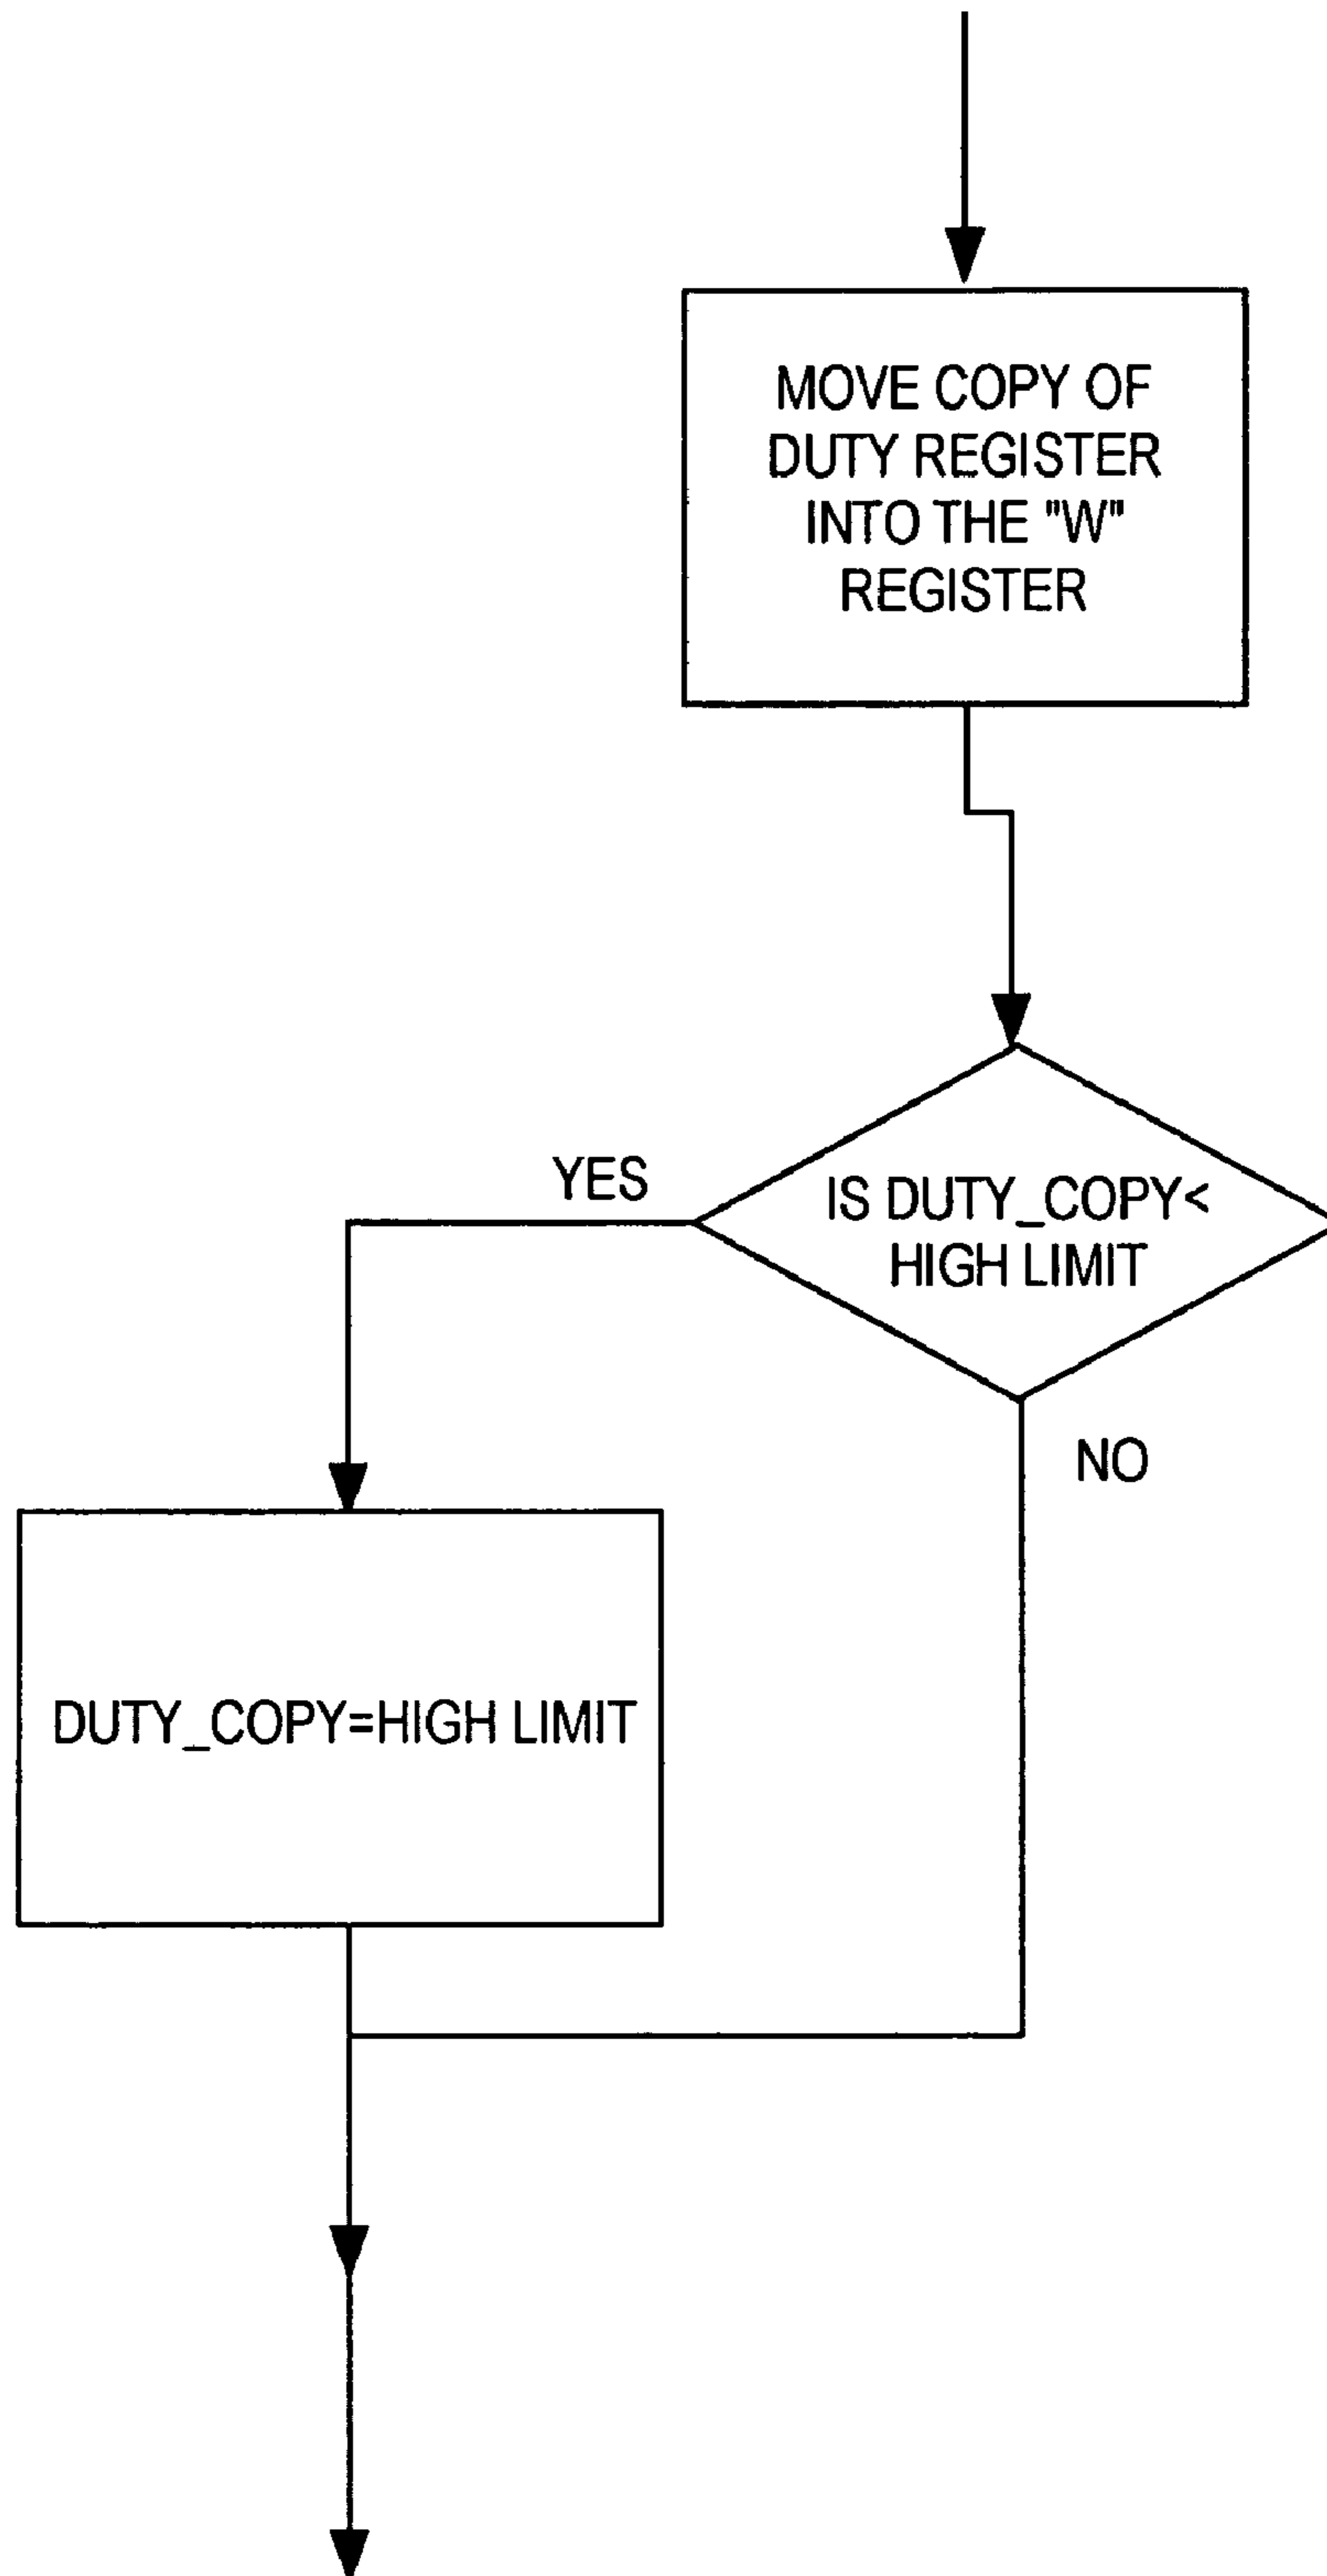 MOVE COPY OF
DUTY REGISTER
INTO THE "W"
REGISTER
YES
IS DUTY_COPY<
HIGH LIMIT
NO
DUTY_COPY=HIGH LIMIT